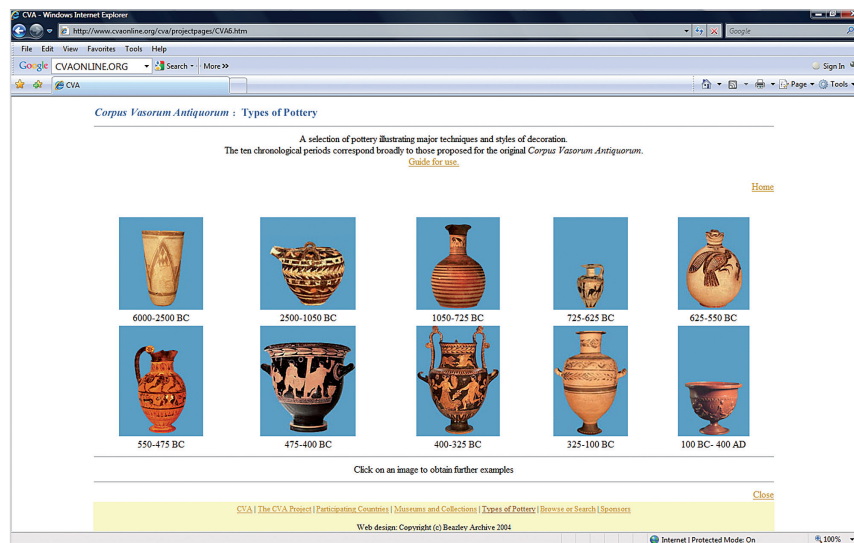 CVA - Windows Internet Explorer
http://www.cvaonline.org/cva/projectpages/CVA6.htm
Google
File Edit View Favorites Tools Help
Google CVAONLINE.ORG Search More >> Sign In
CVA Page Tools
Corpus Vasorum Antiquorum : Types of Pottery
A selection of pottery illustrating major techniques and styles of decoration.
The ten chronological periods correspond broadly to those proposed for the original Corpus Vasorum Antiquorum.
Guide for use.
Home
6000-2500 BC 2500-1050 BC 1050-725 BC 725-625 BC 625-550 BC
550-475 BC 475-400 BC 400-325 BC 325-100 BC 100 BC- 400 AD
Click on an image to obtain further examples
Close
CVA | The CVA Project | Participating Countries | Museums and Collections | Types of Pottery | Browse or Search | Sponsors
Web design: Copyright (c) Beazley Archive 2004
Internet | Protected Mode: On 100%